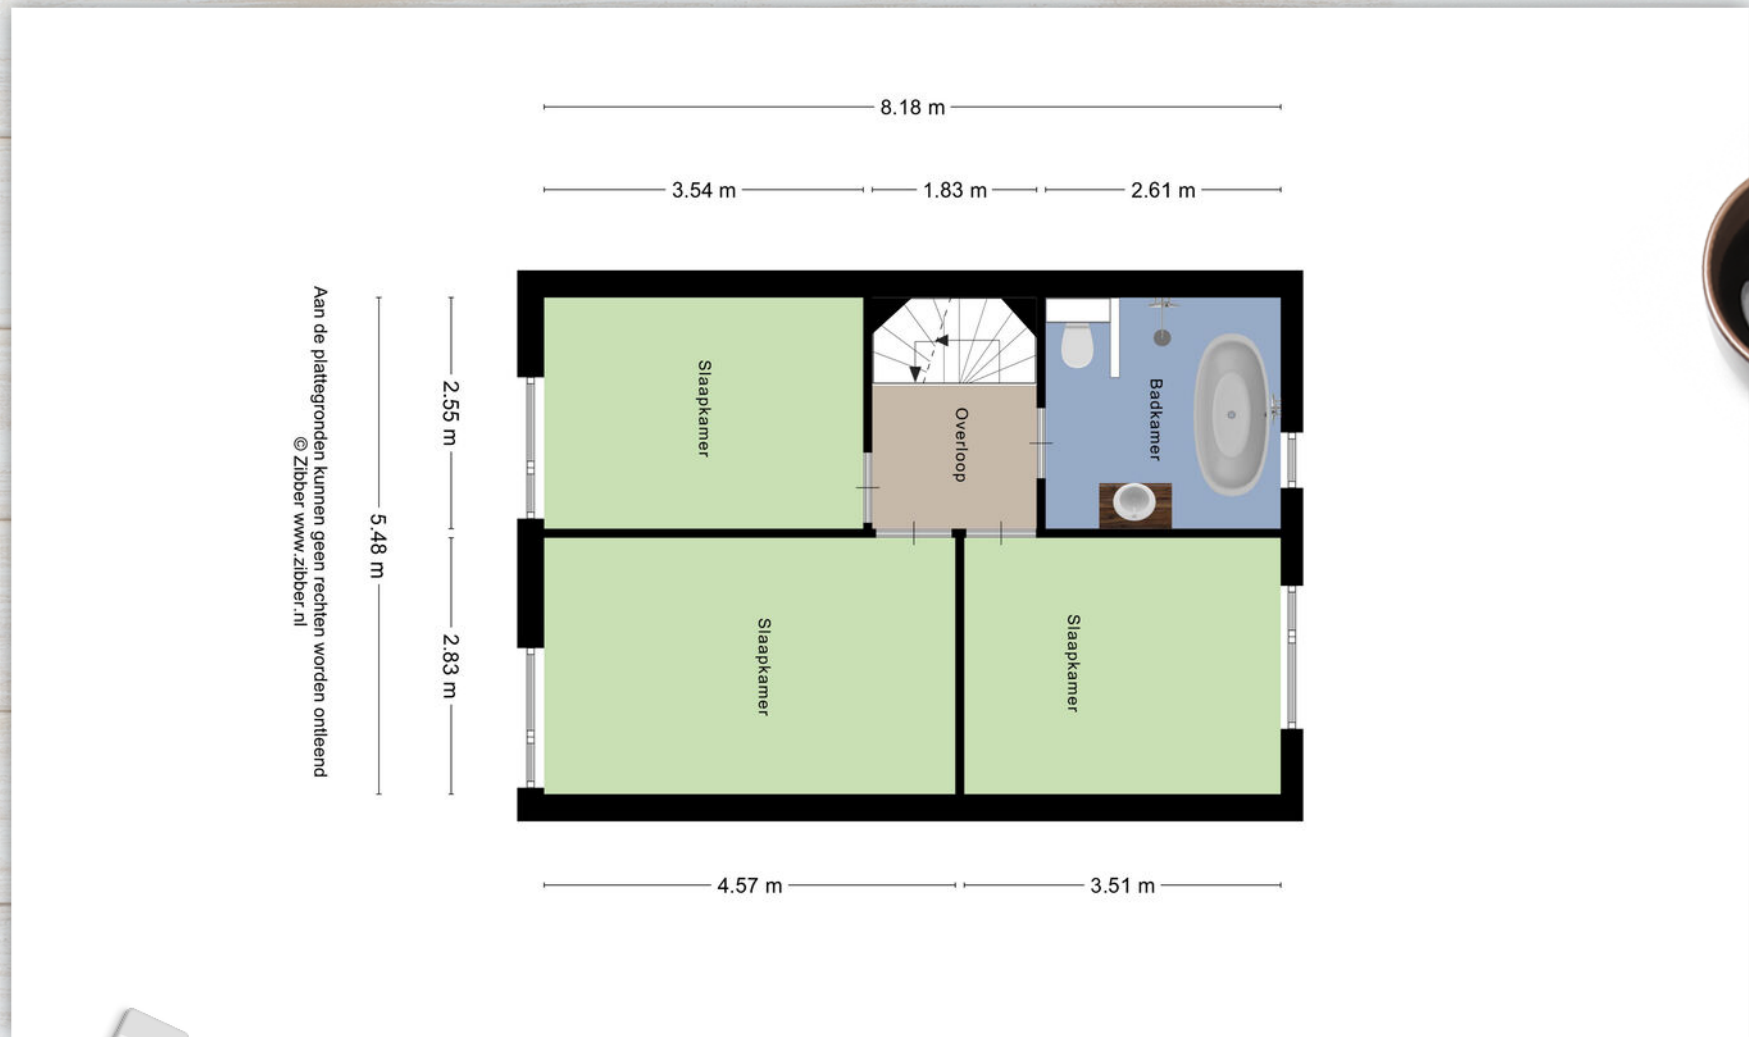 8.18 m
3.54 m
1.83 m
2.61 m
Slaapkamer
Overloop
Badkamer
2.55 m
5.48 m
2.83 m
Slaapkamer
Slaapkamer
4.57 m
3.51 m
Aan de plattegronden kunnen geen rechten worden ontleend
© Zibber www.zibber.nl